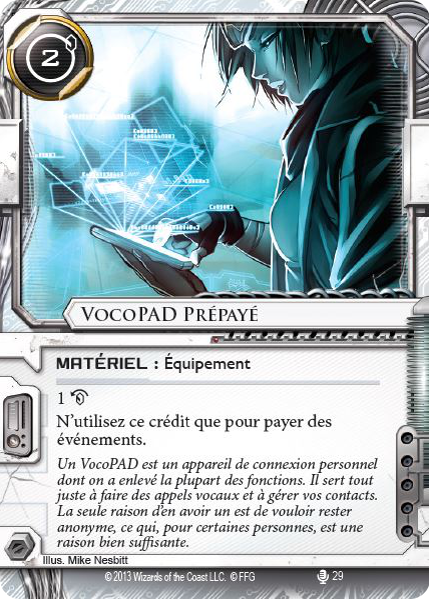 2
VOCOPAD PRÉPAYÉ
MATÉRIEL : Équipement
1
N'utilisez ce crédit que pour payer des
événements.
Un VocoPAD est un appareil de connexion personnel
dont on a enlevé la plupart des fonctions. Il sert tout
juste à faire des appels vocaux et à gérer vos contacts.
La seule raison d'en avoir un est de vouloir rester
anonyme, ce qui, pour certaines personnes, est une
raison bien suffisante.
Illus. Mike Nesbitt
© 2013 Wizards of the Coast LLC. © FFG 29